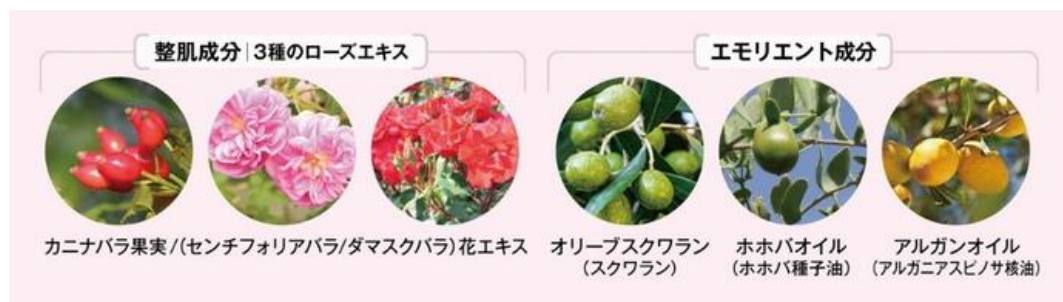 整肌成分|3種のローズエキス
エモリエント成分
カニナバラ果実/(センチフォリアバラ/ダマスクバラ)花エキス
オリーブスクワラン
(スクワラン)
ホホバオイル
(ホホバ種子油)
アルガンオイル
(アルガニアスピノサ核油)